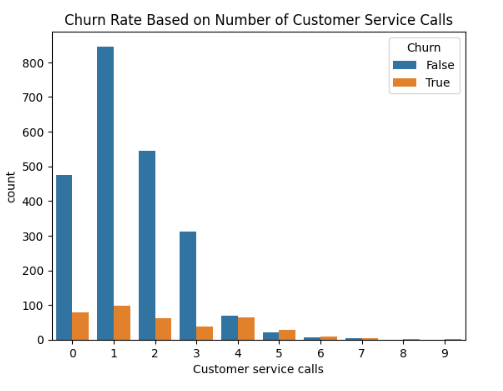 Churn Rate Based on Number of Customer Service Calls
Churn
False
True
800
700
600
500
400
300
200
100
0
count
0 1 2 3 4 5 6 7 8 9
Customer service calls